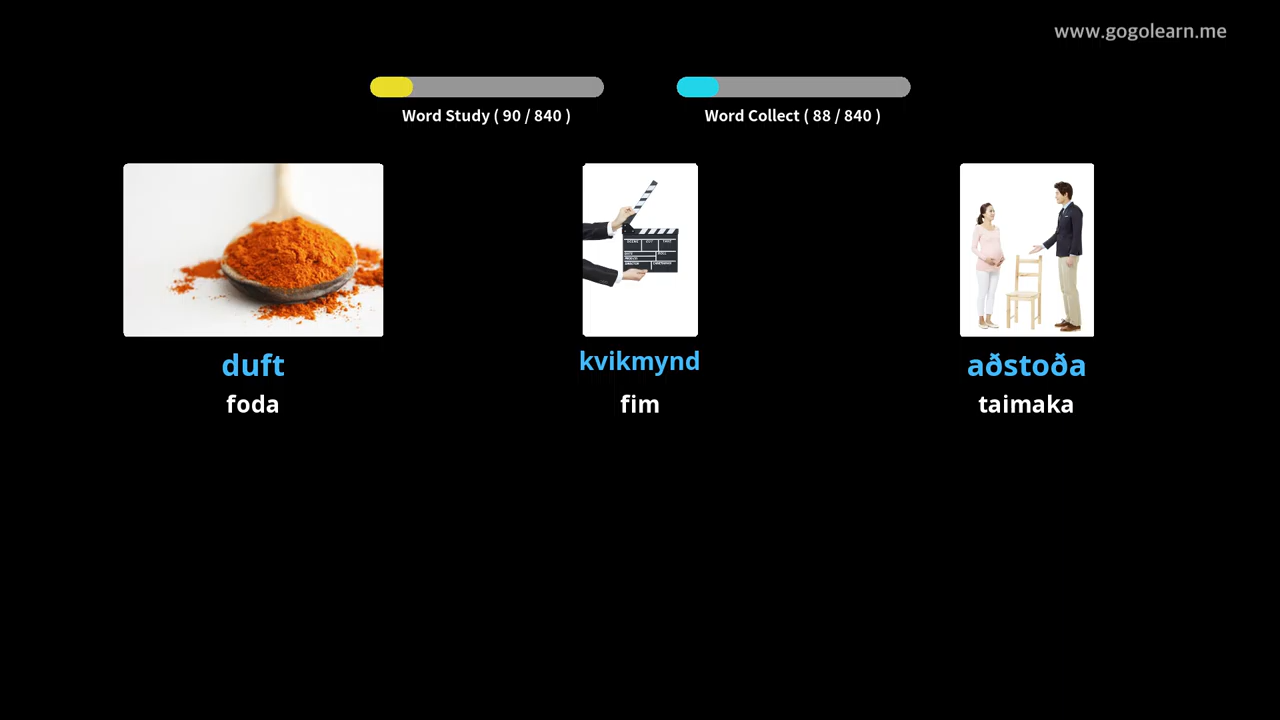 www.gogolearn.me
Word Study ( 90 / 840 )
Word Collect ( 88 / 840 )
duft
kvikmynd
aðstoða
foda
fim
taimaka